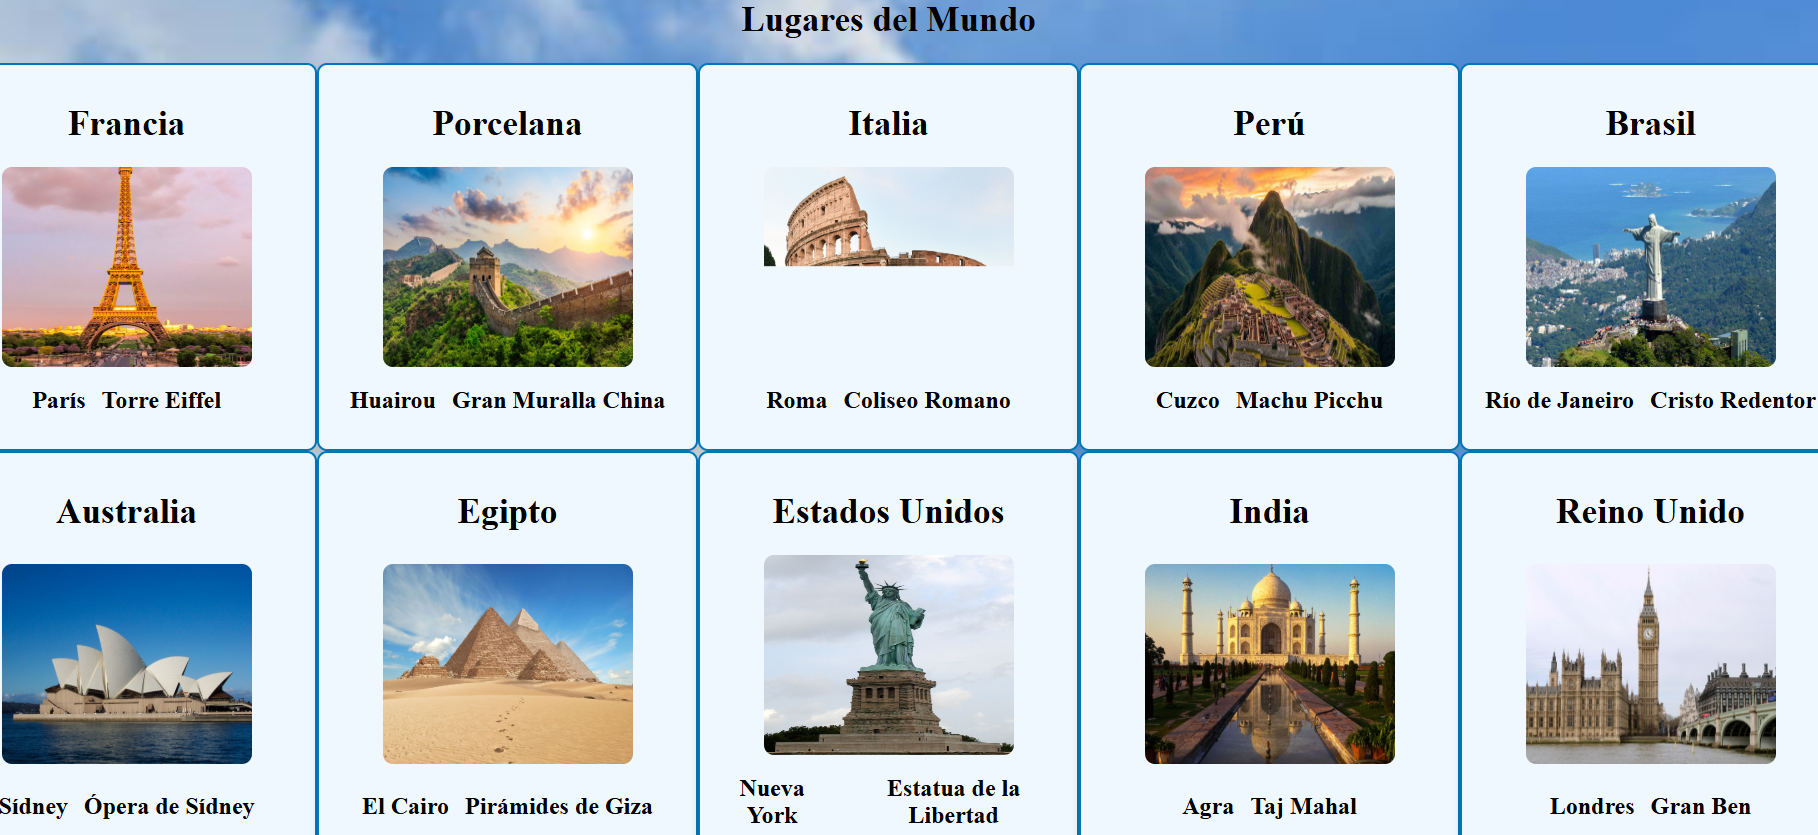 Lugares del Mundo
Francia
Porcelana
Italia
Perú
Brasil
París Torre Eiffel
Huairou Gran Muralla China
Roma Coliseo Romano
Cuzco Machu Picchu
Río de Janeiro Cristo Redentor
Australia
Egipto
Estados Unidos
India
Reino Unido
Sídney Ópera de Sídney
El Cairo Pirámides de Giza
Nueva York
Estatua de la Libertad
Agra Taj Mahal
Londres Gran Ben